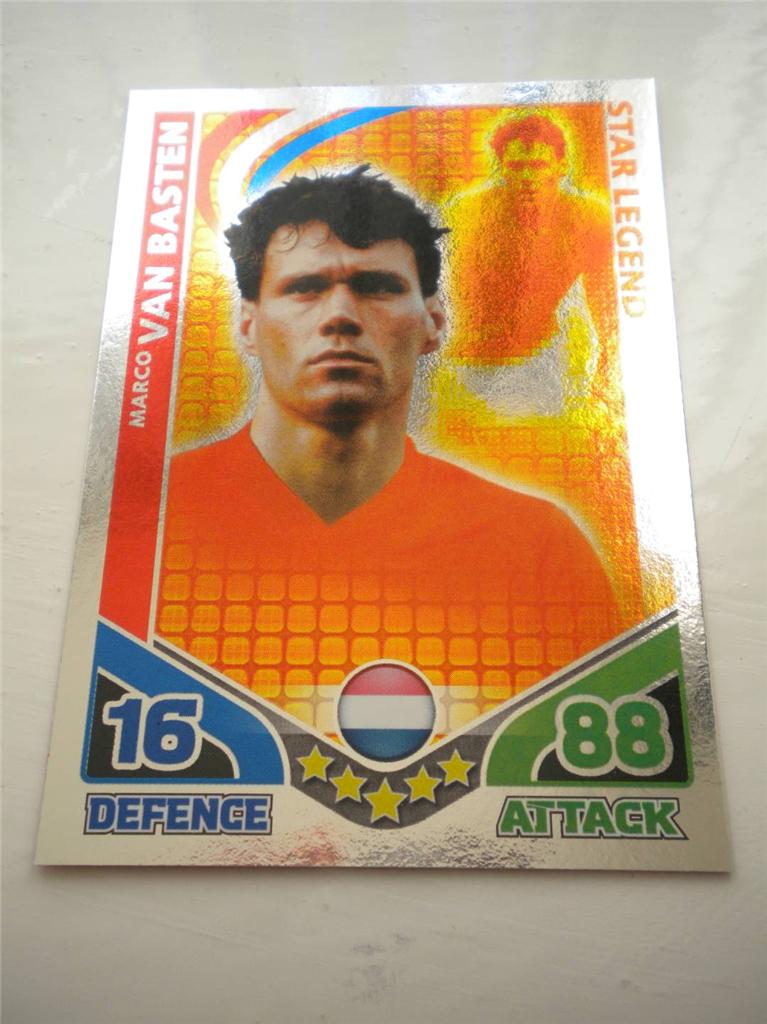 MARCO VAN BASTEN
STAR LEGEND
16
88
DEFENCE
ATTACK